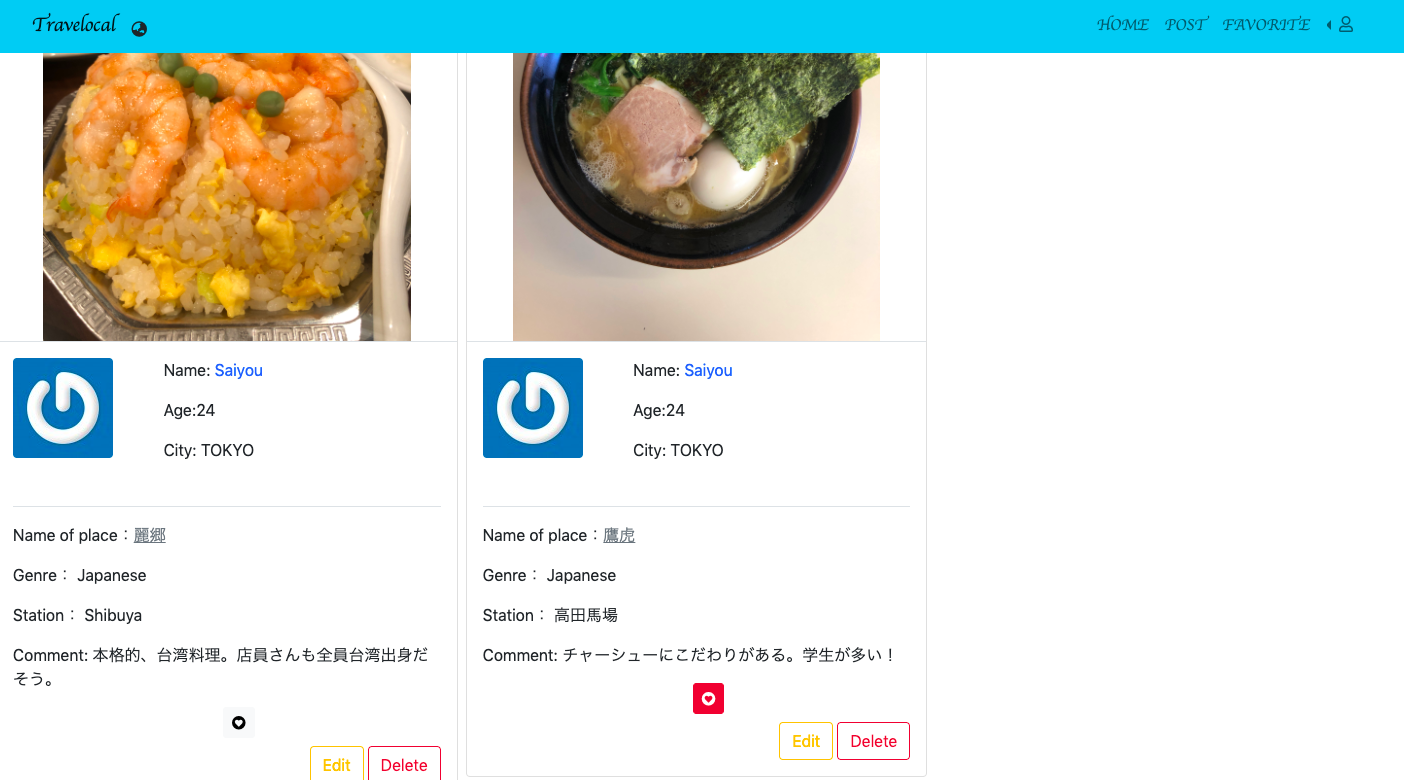 Travelocal
HOME POST FAVORITE
Name: Saiyou
Age:24
City: TOKYO
Name of place：麗郷
Genre： Japanese
Station： Shibuya
Comment: 本格的、台湾料理。店員さんも全員台湾出身だ
そう。
Edit Delete
Name: Saiyou
Age:24
City: TOKYO
Name of place：鷹虎
Genre： Japanese
Station： 高田馬場
Comment: チャーシューにこだわりがある。学生が多い！
Edit Delete